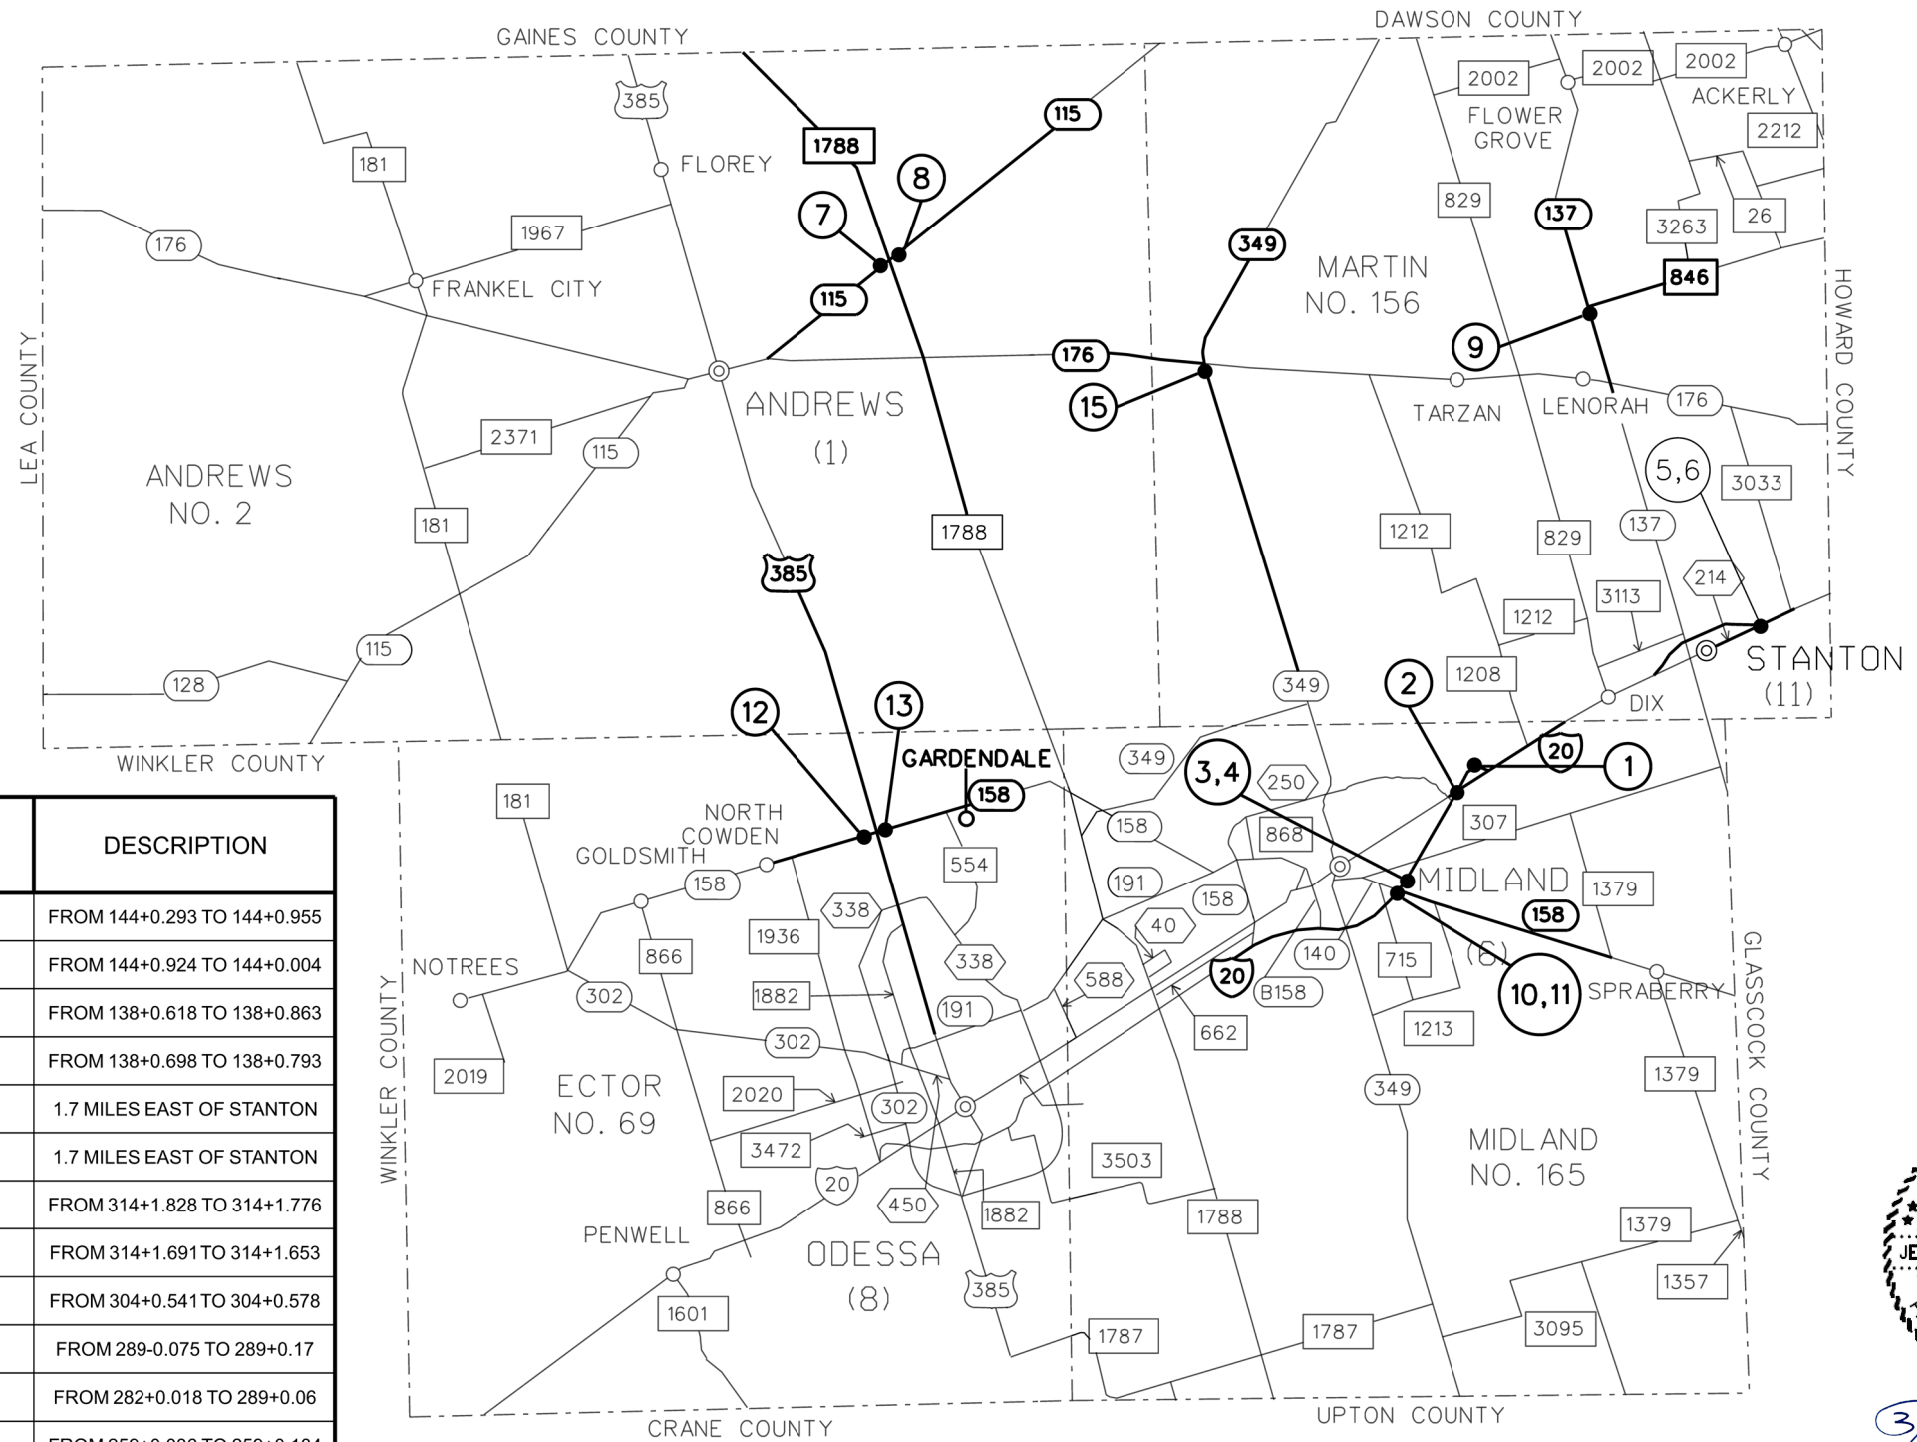 GAINES COUNTY
DAWSON COUNTY
385
2002
2002
2002
115
1788
ACKERLY
FLOWER
GROVE
2212
181
FLOREY
8
7
829
137
3263
26
1967
176
349
846
FRANKEL CITY
115
MARTIN
NO. 156
HOWARD COUNTY
LEA COUNTY
176
9
15
TARZAN
LENORAH
176
ANDREWS
(1)
2371
115
ANDREWS
NO. 2
5,6
3033
181
1788
1212
829
137
385
214
3113
1212
115
128
STANTON
(11)
349
2
1208
DIX
12
13
WINKLER COUNTY
GARDENDALE
349
3,4
250
20
1
158
181
NORTH
COWDEN
158
868
307
GOLDSMITH
158
554
191
158
MIDLAND
(6)
1379
158
338
1936
40
NOTREES
866
338
588
20
140
715
B158
10,11
SPRABERRY
302
1882
191
662
1213
GLASSCOCK COUNTY
302
2019
WINKLER COUNTY
ECTOR
NO. 69
2020
302
349
1379
3472
3503
MIDLAND
NO. 165
20
450
1882
866
1788
1379
PENWELL
ODESSA
(8)
385
1357
1601
1787
1787
3095
CRANE COUNTY
UPTON COUNTY
DESCRIPTION
FROM 144+0.293 TO 144+0.955
FROM 144+0.924 TO 144+0.004
FROM 138+0.618 TO 138+0.863
FROM 138+0.698 TO 138+0.793
1.7 MILES EAST OF STANTON
1.7 MILES EAST OF STANTON
FROM 314+1.828 TO 314+1.776
FROM 314+1.691 TO 314+1.653
FROM 304+0.541 TO 304+0.578
FROM 289-0.075 TO 289+0.17
FROM 282+0.018 TO 289+0.06
JE
3